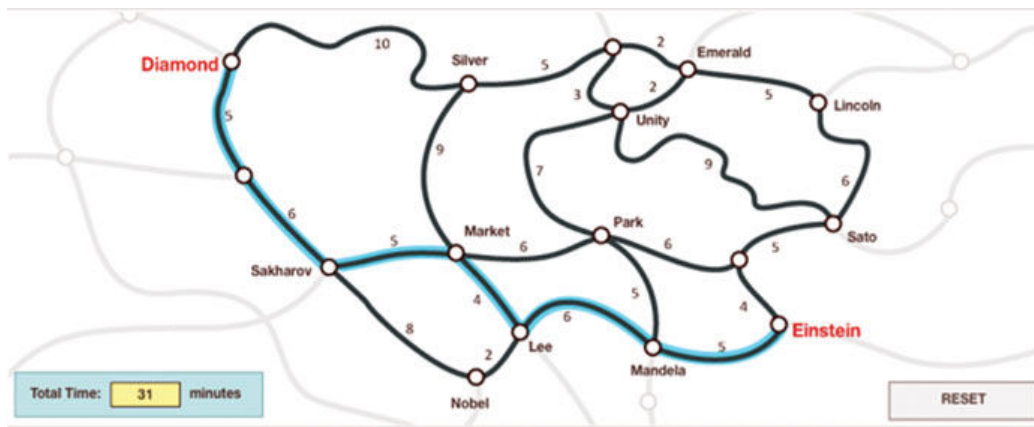 10
Silver
5
2
Emerald
Diamond
3
2
5
Lincoln
5
Unity
9
7
9
6
6
Park
Market
5
6
6
5
Sato
Sakharov
4
5
4
8
6
Einstein
2
Lee
5
Mandela
Nobel
Total Time: 31 minutes
RESET